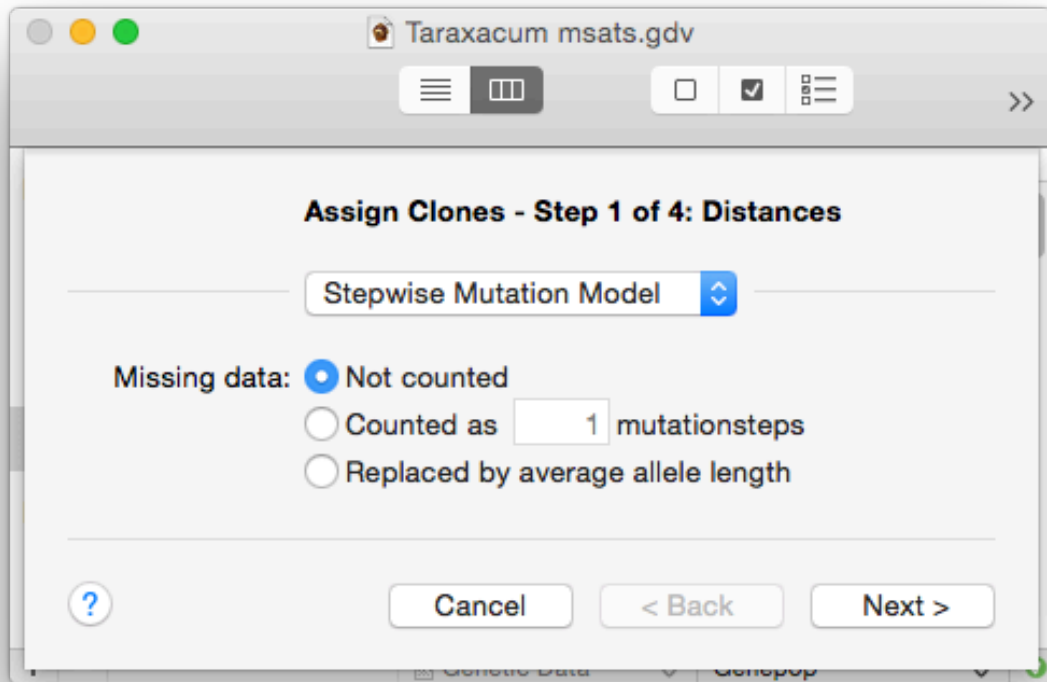 Taraxacum msats.gdv
>>
Assign Clones - Step 1 of 4: Distances
Stepwise Mutation Model
Missing data: Not counted
Counted as 1 mutationsteps
Replaced by average allele length
? Cancel < Back Next >
Genetic Data Genepop